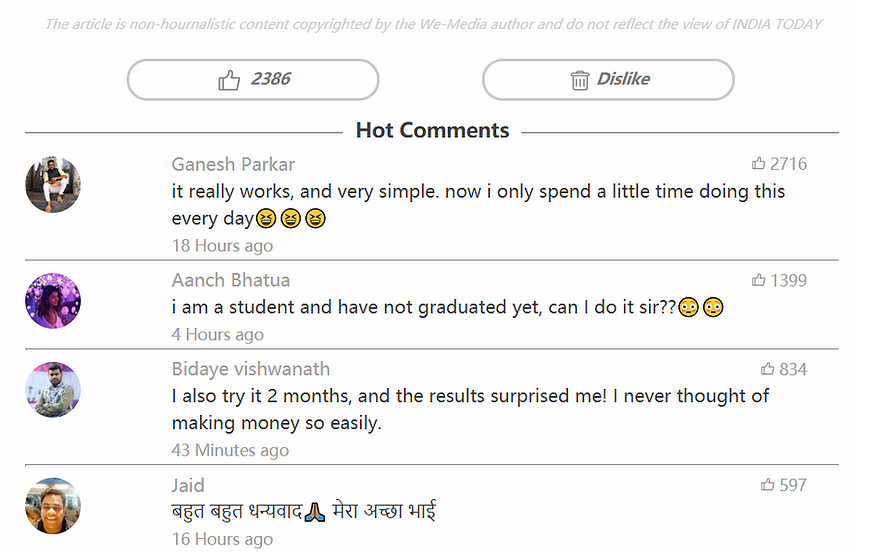 The article is non-hournalistic content copyrighted by the We-Media author and do not reflect the view of INDIA TODAY
2386
Dislike
Hot Comments
Ganesh Parkar 2716
it really works, and very simple. now i only spend a little time doing this
every day😆😆😆
18 Hours ago
Aanch Bhatua 1399
i am a student and have not graduated yet, can I do it sir??😳😳
4 Hours ago
Bidaye vishwanath 834
I also try it 2 months, and the results surprised me! I never thought of
making money so easily.
43 Minutes ago
Jaid 597
बहुत बहुत धन्यवाद🙏🏾 मेरा अच्छा भाई
16 Hours ago